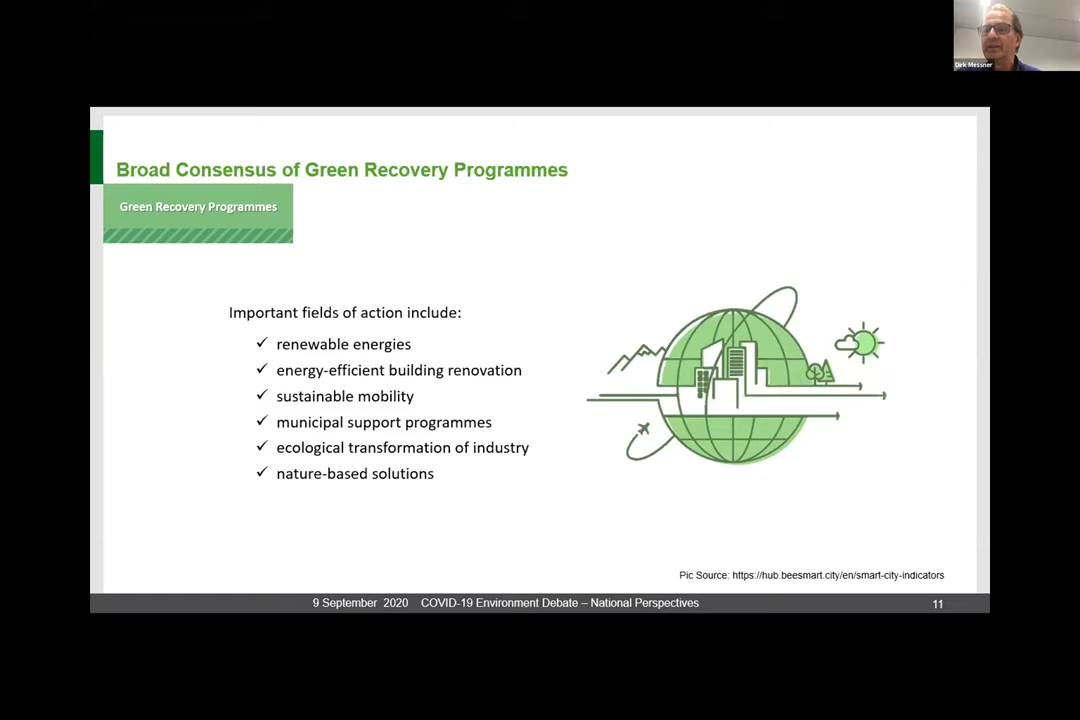 Dirk Messner
Broad Consensus of Green Recovery Programmes
Green Recovery Programmes
Important fields of action include:
✓ renewable energies
✓ energy-efficient building renovation
✓ sustainable mobility
✓ municipal support programmes
✓ ecological transformation of industry
✓ nature-based solutions
Pic Source: https://hub.beesmart.city/en/smart-city-indicators
9 September 2020 COVID-19 Environment Debate – National Perspectives 11